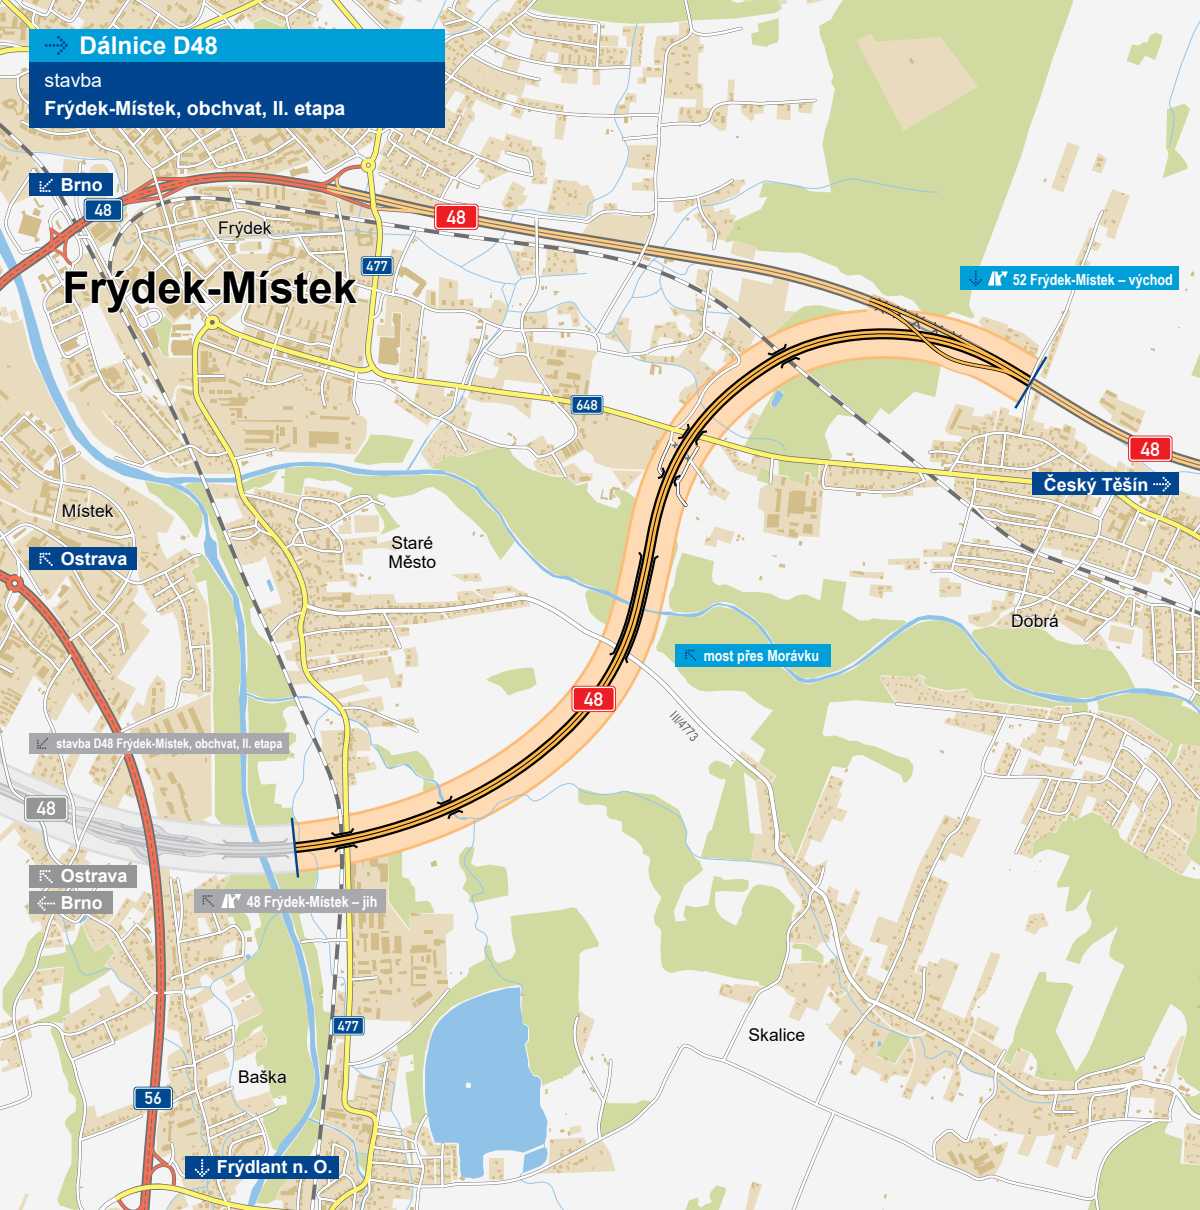 Dálnice D48
stavba
Frýdek-Místek, obchvat, II. etapa
Brno
48
48
Frýdek
477
Frýdek-Místek
52 Frýdek-Místek – východ
648
48
Český Těšín
Místek
Staré
Město
Ostrava
Dobrá
most přes Morávku
48
III/4773
stavba D48 Frýdek-Místek, obchvat, II. etapa
48
Ostrava
Brno
48 Frýdek-Místek – jih
477
Skalice
Baška
56
Frýdlant n. O.